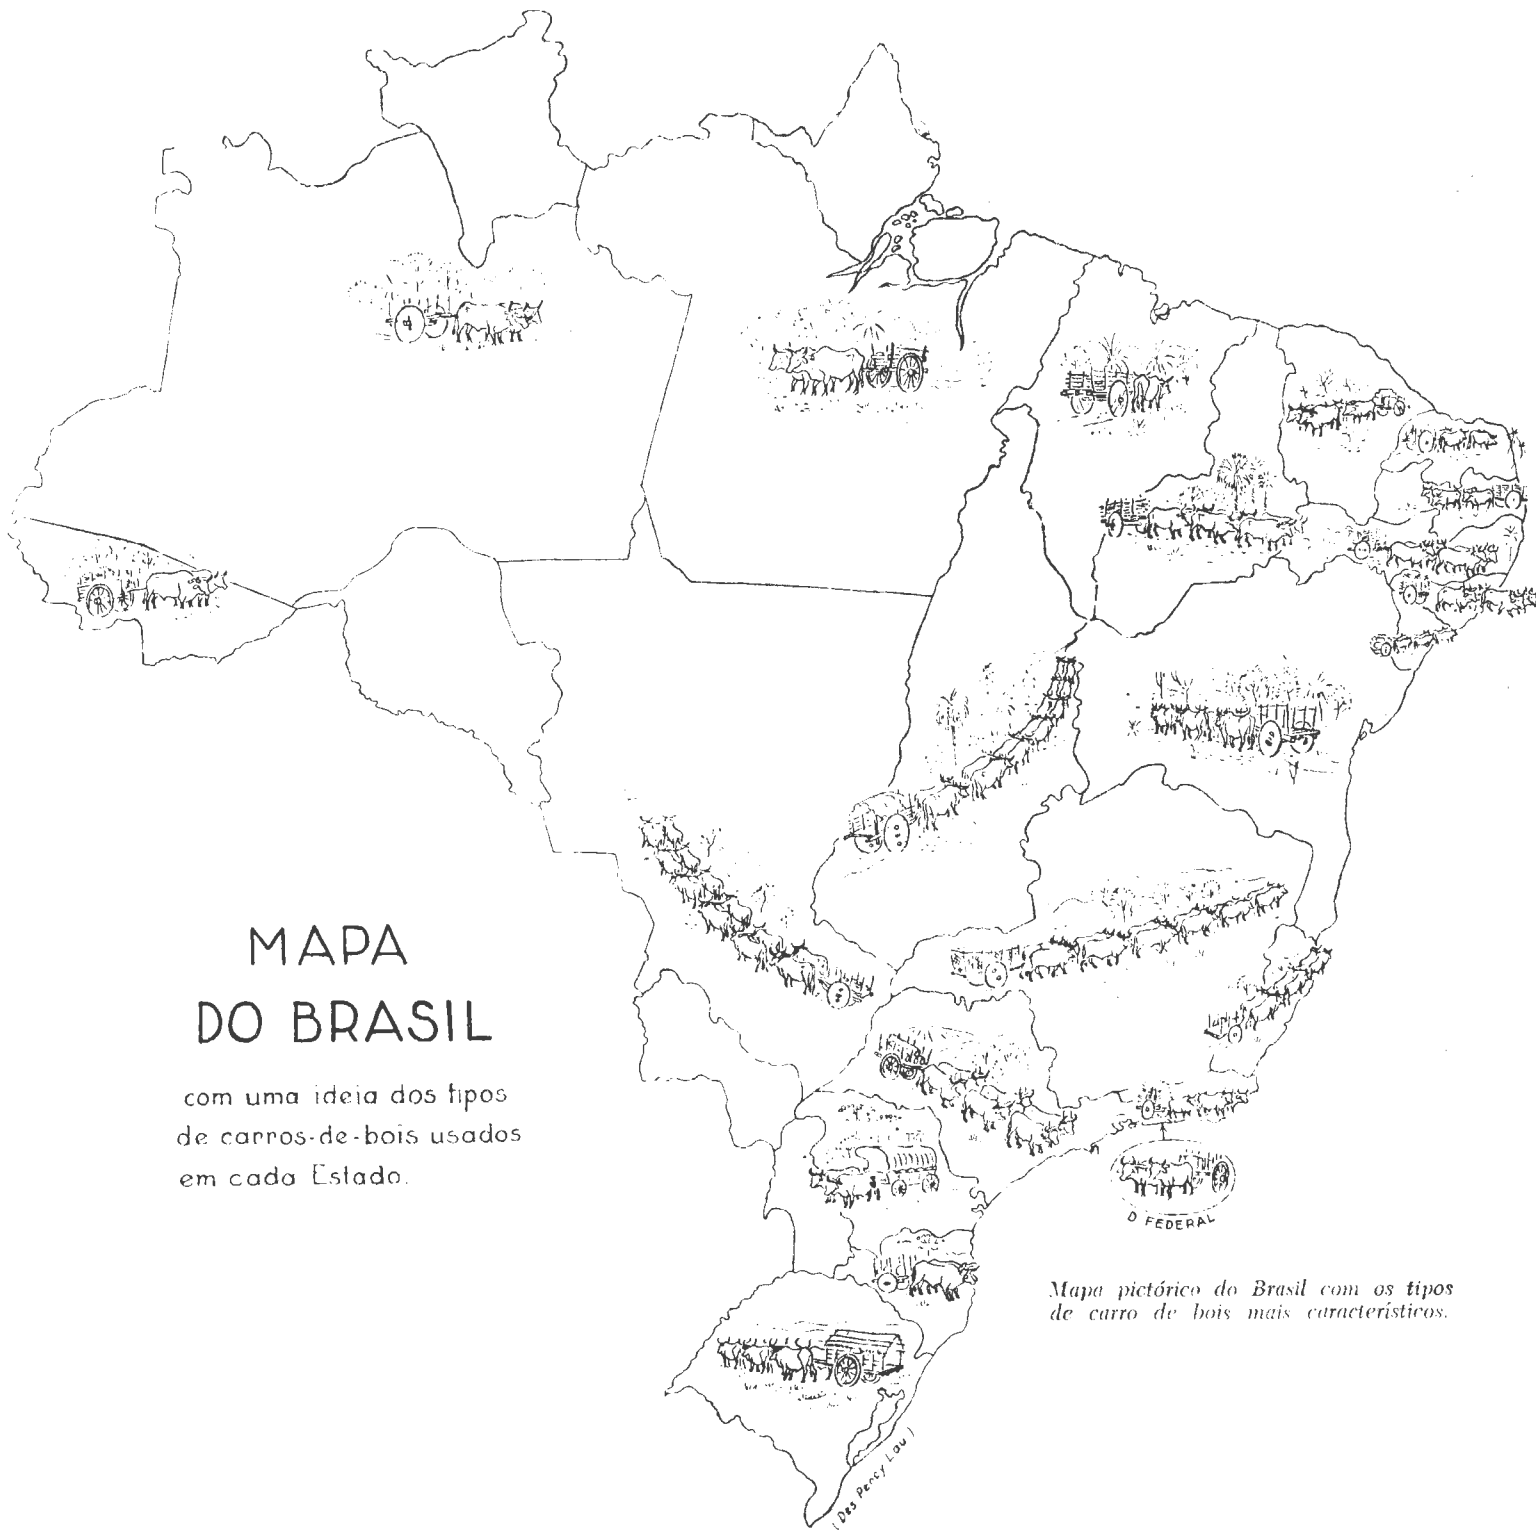 MAPA
DO BRASIL
com uma ideia dos tipos
de carros-de-bois usados
em cada Estado.
D FEDERAL
Mapa pictórico do Brasil com os tipos
de carro de bois mais característicos.
(Des Percy Lau)